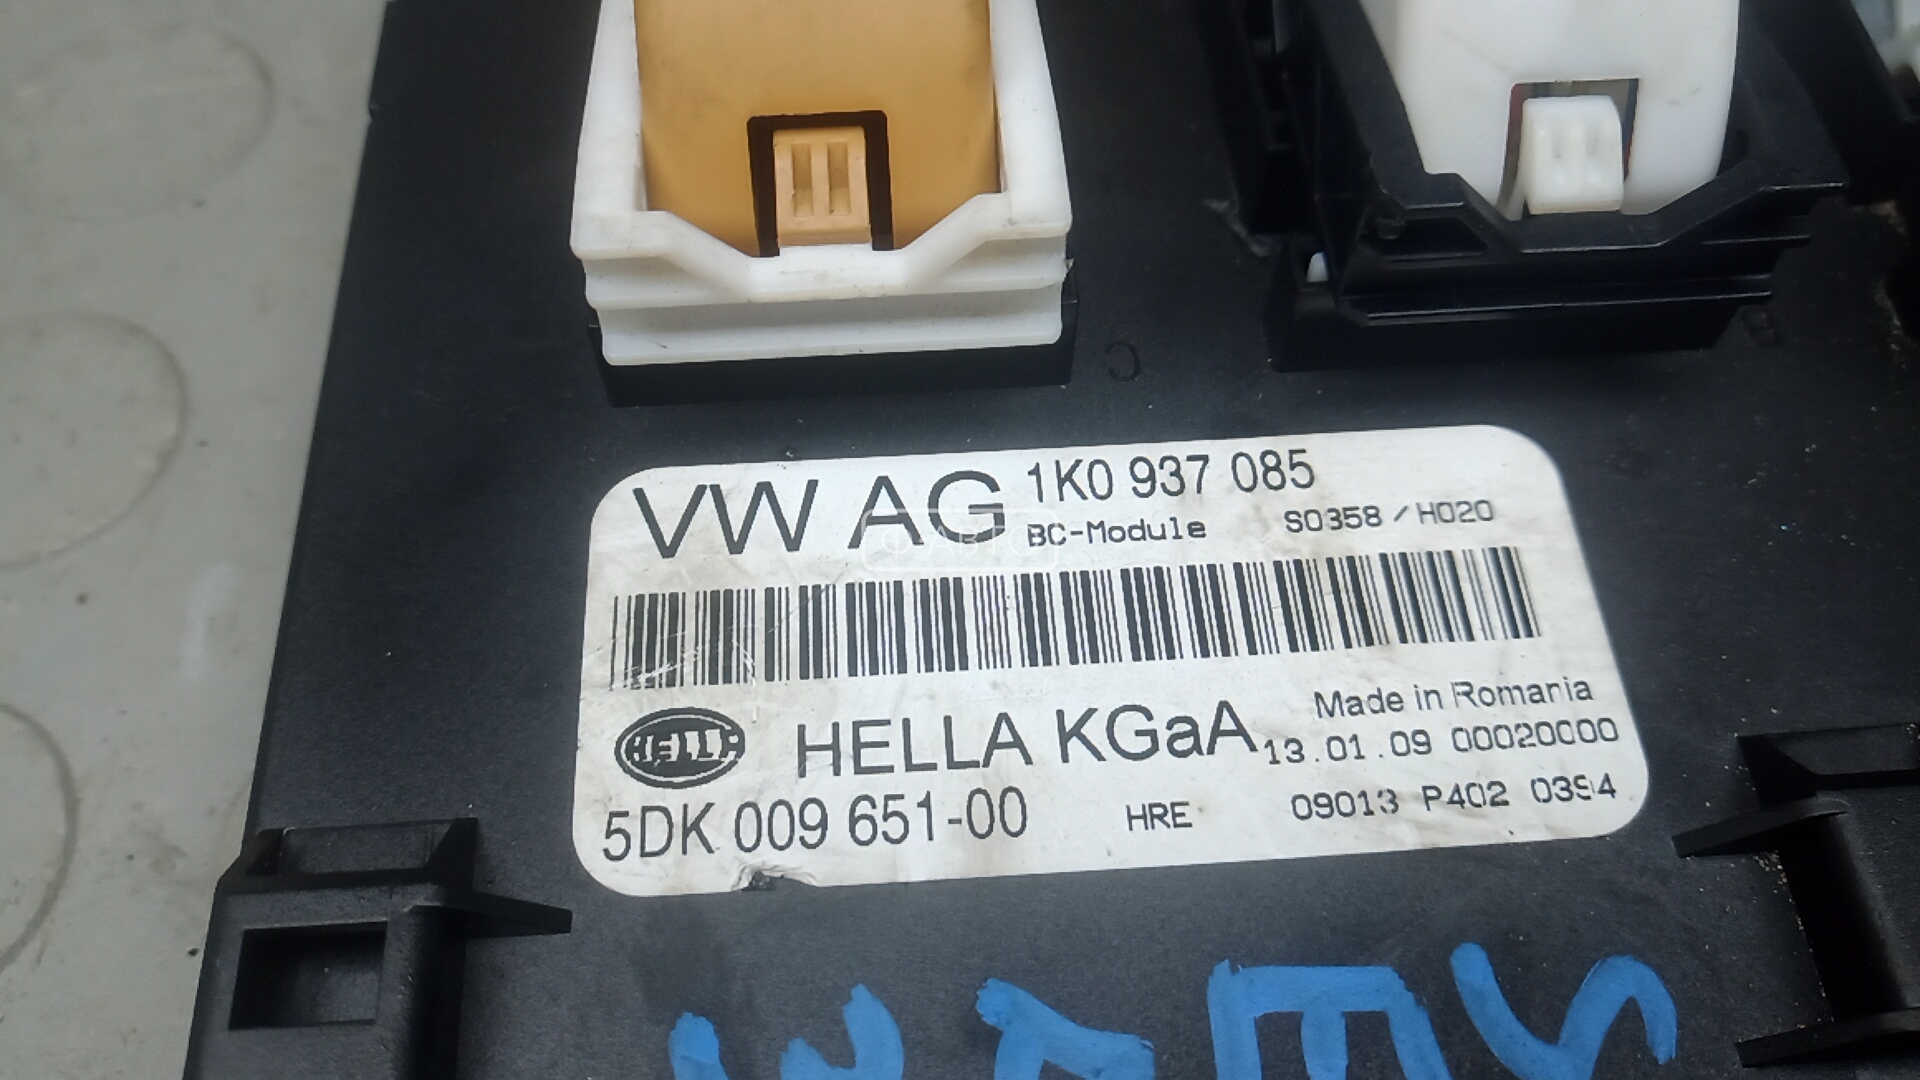 VW AG 1K0 937 085
BC-Module S0358 / H020
HELLA HELLA KGaA Made in Romania
13.01.09 00020000
5DK 009 651-00 HRE 09013 P402 0394